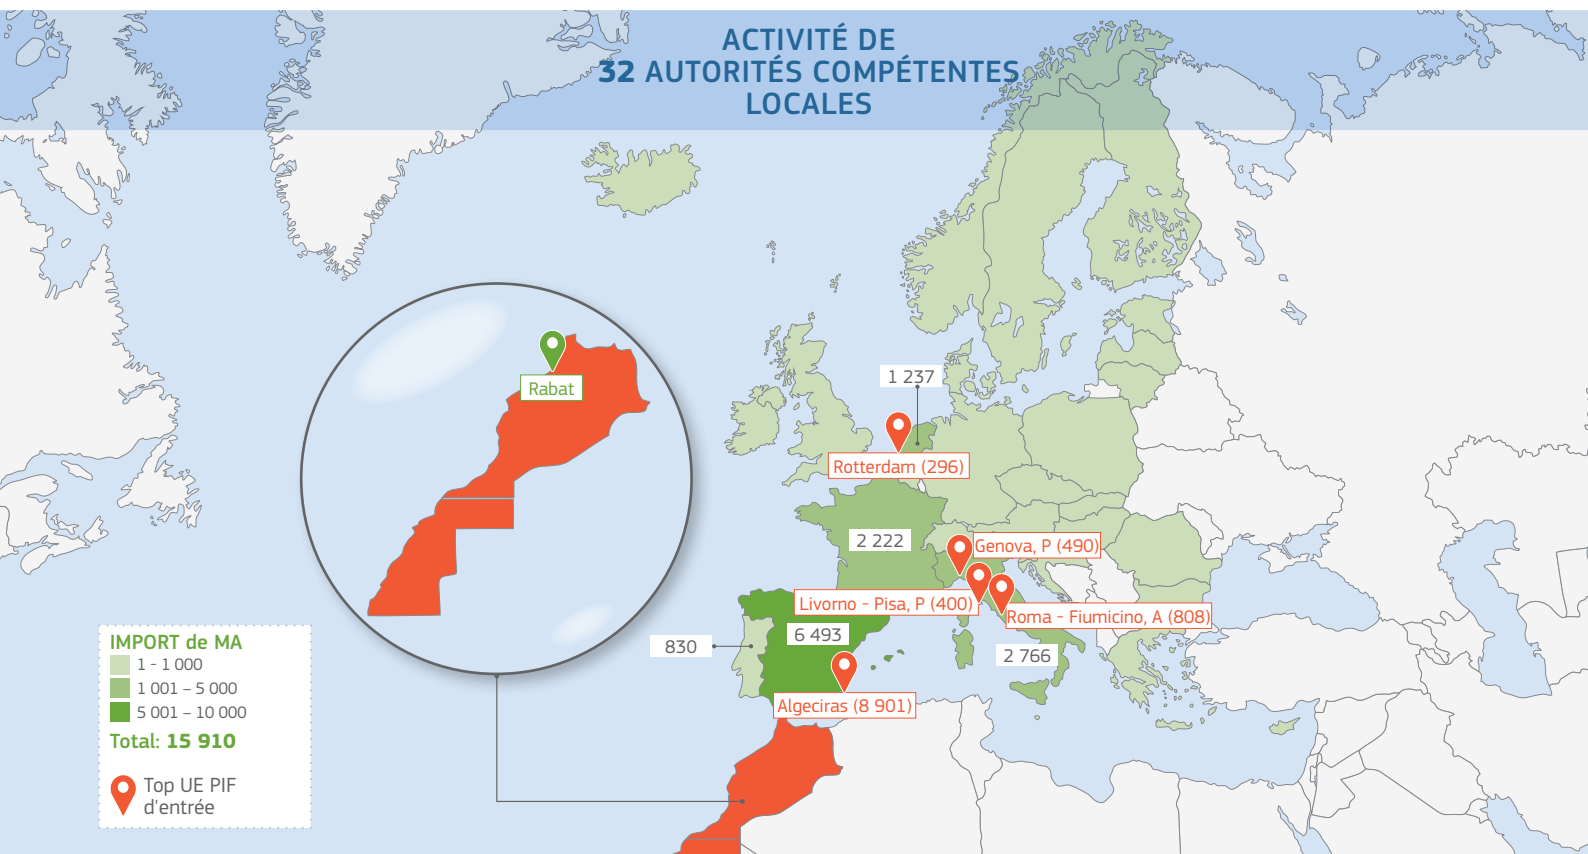 ACTIVITÉ DE
32 AUTORITÉS COMPÉTENTES
LOCALES
Rabat
1 237
Rotterdam (296)
2 222
Genova, P (490)
Livorno - Pisa, P (400)
Roma - Fiumicino, A (808)
6 493
830
2 766
Algeciras (8 901)
IMPORT de MA
1 - 1 000
1 001 – 5 000
5 001 – 10 000
Total: 15 910
Top UE PIF
d'entrée